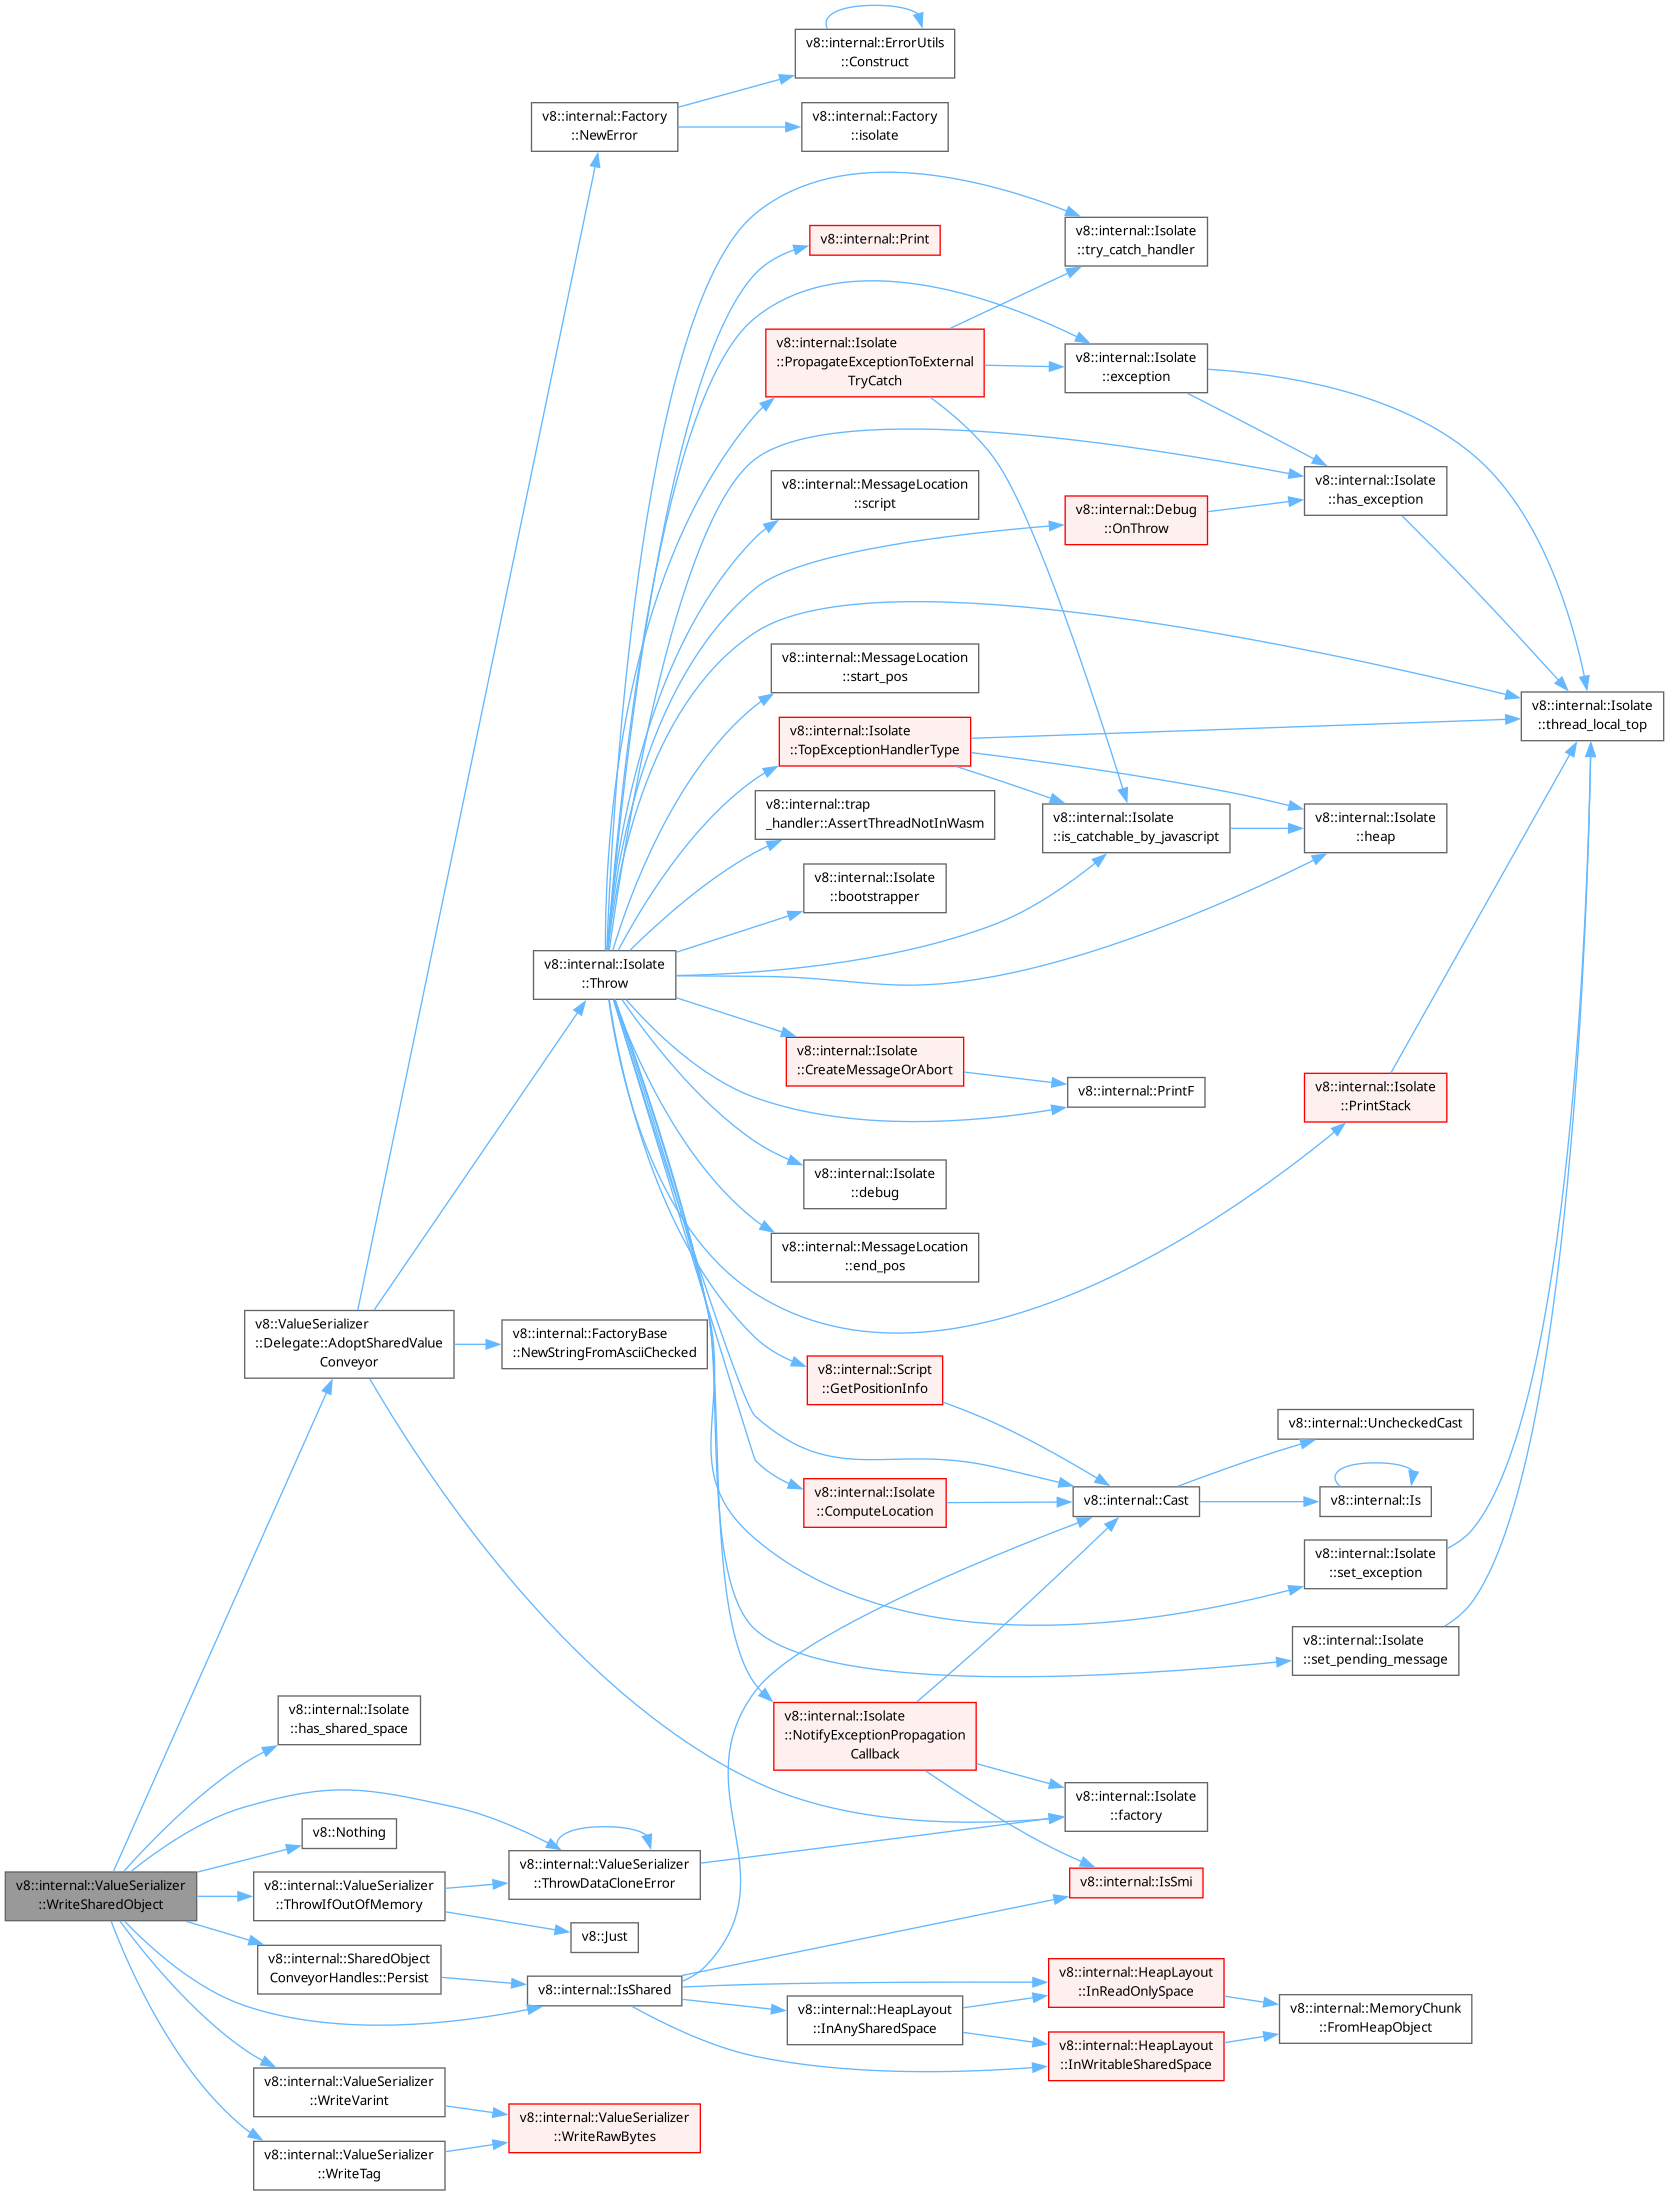 v8::internal::ErrorUtils
::Construct
v8::internal::Factory
::NewError
v8::internal::Factory
::isolate
v8::internal::Isolate
::try_catch_handler
v8::internal::Print
v8::internal::Isolate
::PropagateExceptionToExternal
TryCatch
v8::internal::Isolate
::exception
v8::internal::MessageLocation
::script
v8::internal::Isolate
::has_exception
v8::internal::Debug
::OnThrow
v8::internal::MessageLocation
::start_pos
v8::internal::Isolate
::thread_local_top
v8::internal::Isolate
::TopExceptionHandlerType
v8::internal::trap
_handler::AssertThreadNotInWasm
v8::internal::Isolate
::is_catchable_by_javascript
v8::internal::Isolate
::heap
v8::internal::Isolate
::bootstrapper
v8::internal::Isolate
::Throw
v8::internal::Isolate
::CreateMessageOrAbort
v8::internal::PrintF
v8::internal::Isolate
::PrintStack
v8::internal::Isolate
::debug
v8::internal::MessageLocation
::end_pos
v8::ValueSerializer
::Delegate::AdoptSharedValue
Conveyor
v8::internal::FactoryBase
::NewStringFromAsciiChecked
v8::internal::Script
::GetPositionInfo
v8::internal::UncheckedCast
v8::internal::Isolate
::ComputeLocation
v8::internal::Cast
v8::internal::Is
v8::internal::Isolate
::set_exception
v8::internal::Isolate
::set_pending_message
v8::internal::Isolate
::has_shared_space
v8::internal::Isolate
::NotifyExceptionPropagation
Callback
v8::internal::Isolate
::factory
v8::Nothing
v8::internal::ValueSerializer
::ThrowDataCloneError
v8::internal::IsSmi
v8::internal::ValueSerializer
::WriteSharedObject
v8::internal::ValueSerializer
::ThrowIfOutOfMemory
v8::Just
v8::internal::SharedObject
ConveyorHandles::Persist
v8::internal::IsShared
v8::internal::HeapLayout
::InReadOnlySpace
v8::internal::HeapLayout
::InAnySharedSpace
v8::internal::MemoryChunk
::FromHeapObject
v8::internal::HeapLayout
::InWritableSharedSpace
v8::internal::ValueSerializer
::WriteVarint
v8::internal::ValueSerializer
::WriteRawBytes
v8::internal::ValueSerializer
::WriteTag